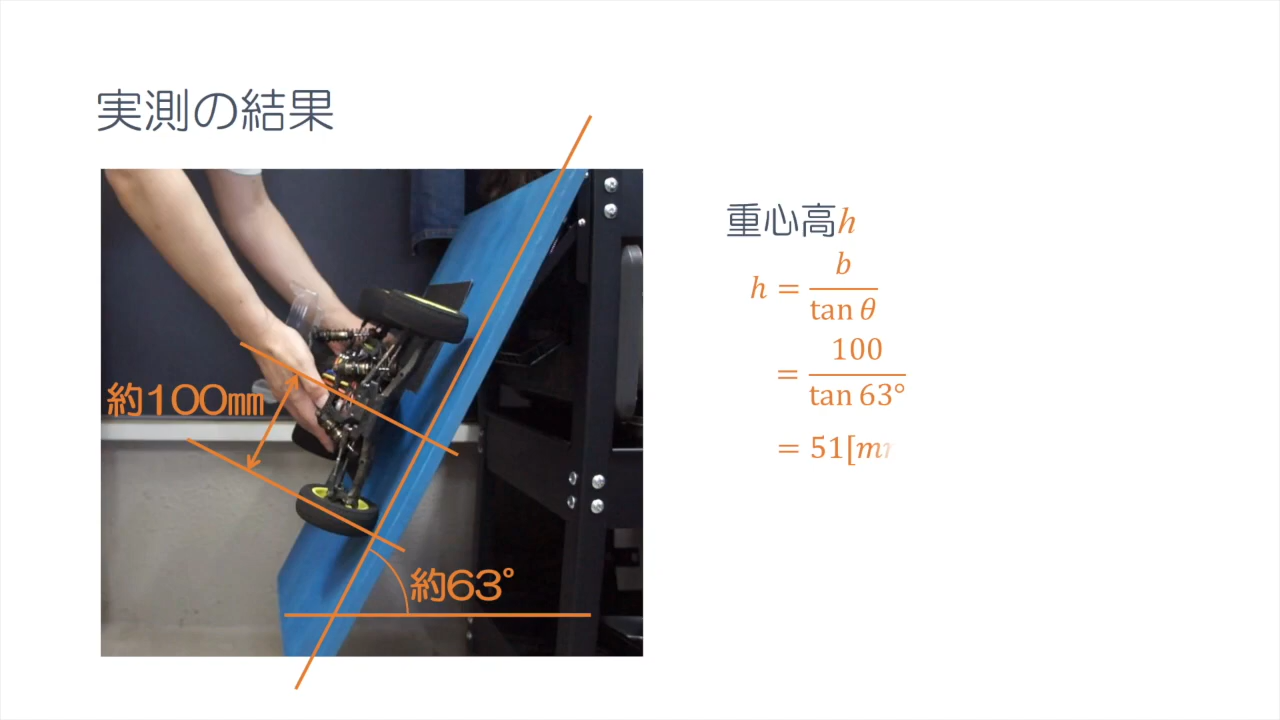 実測の結果
約100㎜
約63°
重心高h
h = b / tan θ
= 100 / tan 63°
= 51[m